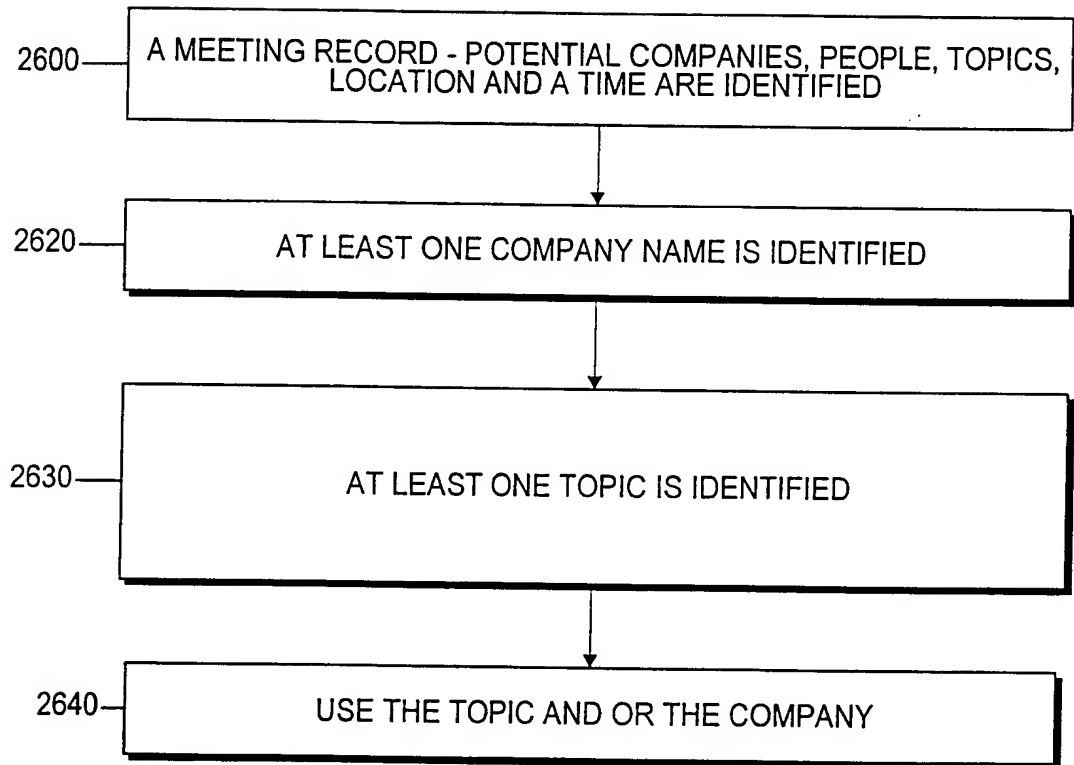 2600
A MEETING RECORD - POTENTIAL COMPANIES, PEOPLE, TOPICS,
LOCATION AND A TIME ARE IDENTIFIED
2620
AT LEAST ONE COMPANY NAME IS IDENTIFIED
2630
AT LEAST ONE TOPIC IS IDENTIFIED
2640
USE THE TOPIC AND OR THE COMPANY